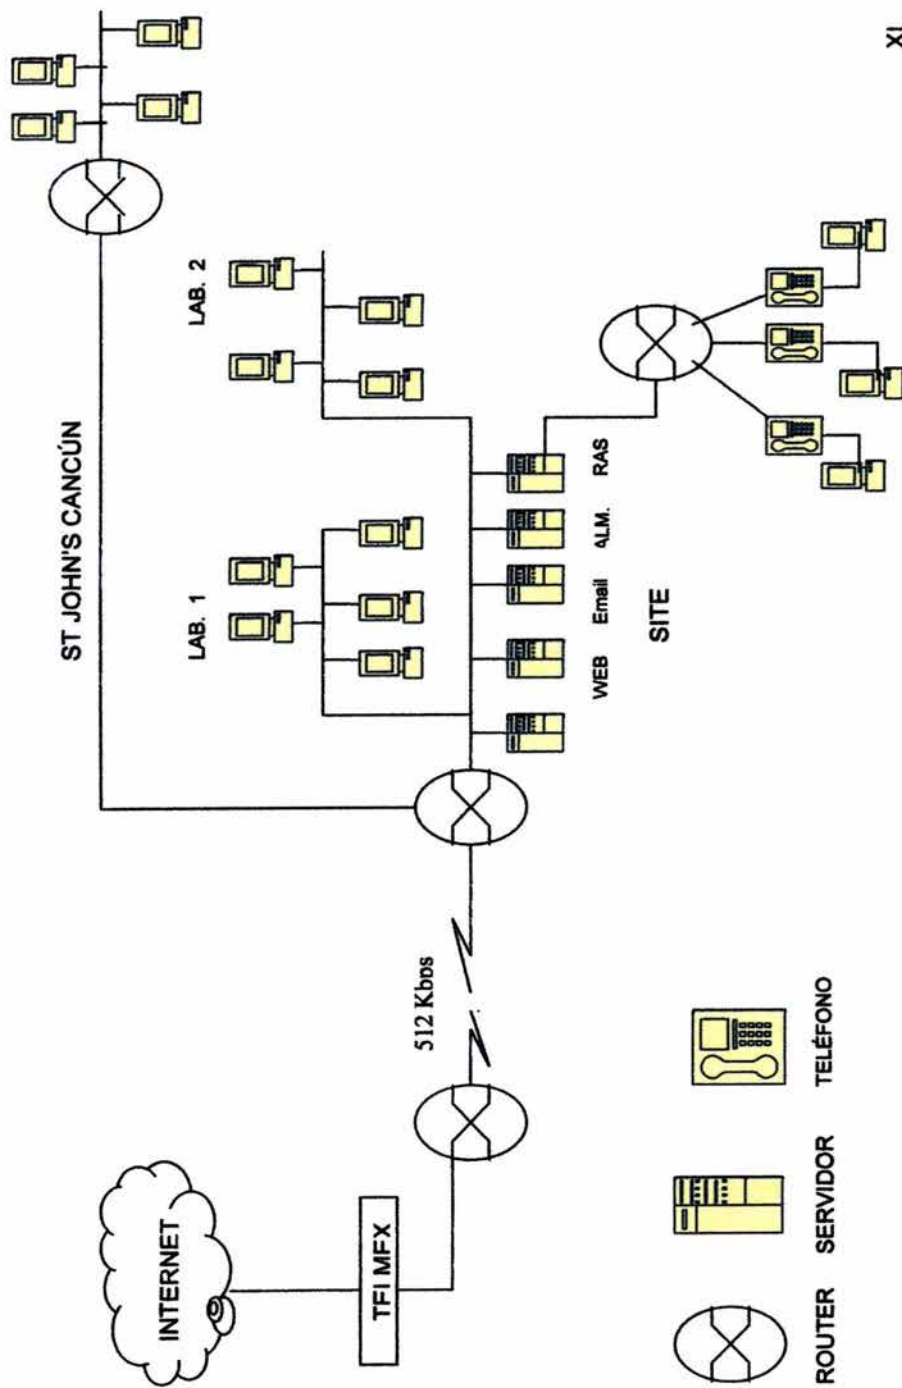 ST JOHN'S CANCÚN
INTERNET
TFI MFX
512 Kbps
LAB. 1
LAB. 2
WEB
Email
ALM.
RAS
SITE
ROUTER
SERVIDOR
TELÉFONO
XI